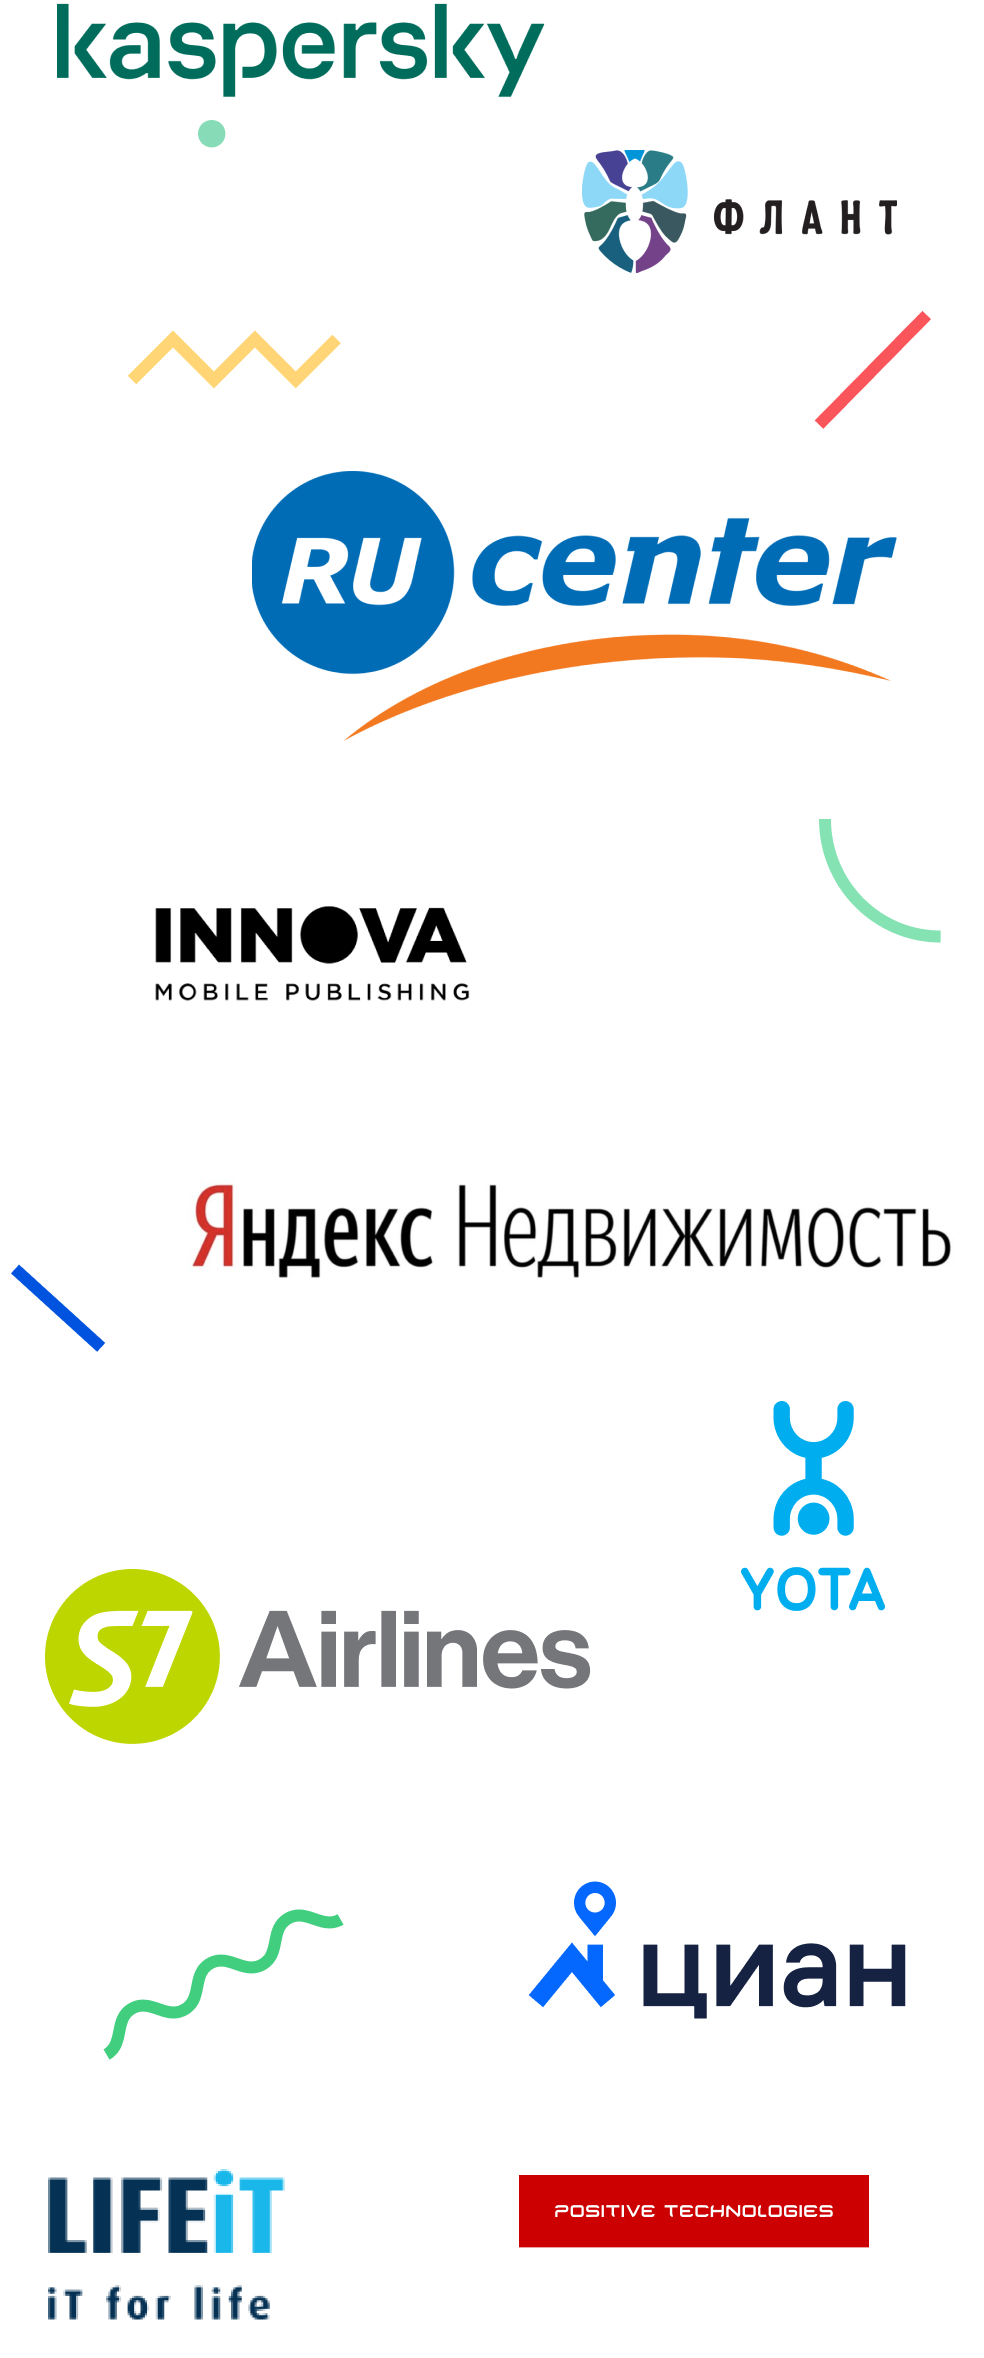 kaspersky
ФЛАНТ
RU center
INNOVA
MOBILE PUBLISHING
Яндекс Недвижимость
YOTA
S7 Airlines
циан
LIFEiT
iT for life
POSITIVE TECHNOLOGIES